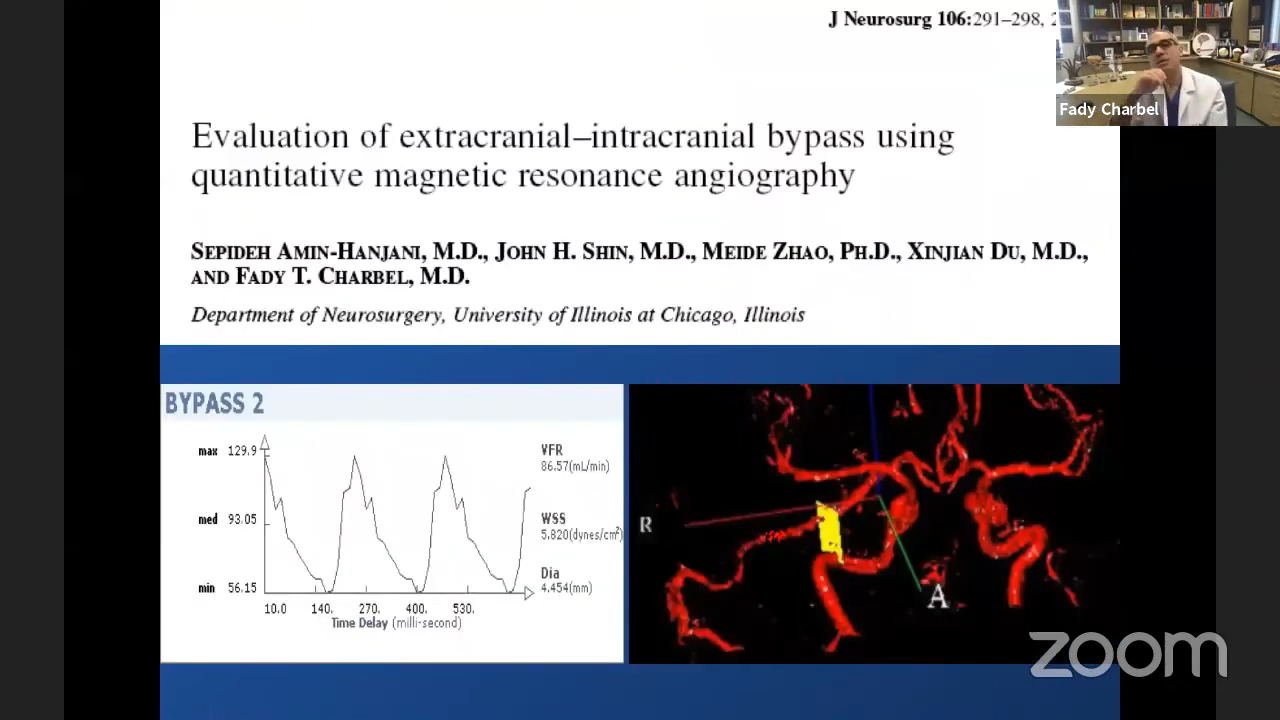 J Neurosurg 106:291–298,
Fady Charbel
Evaluation of extracranial–intracranial bypass using
quantitative magnetic resonance angiography
SEPIDEH AMIN-HANJANI, M.D., JOHN H. SHIN, M.D., MEIDE ZHAO, PH.D., XINJIAN DU, M.D.,
AND FADY T. CHARBEL, M.D.
Department of Neurosurgery, University of Illinois at Chicago, Illinois
BYPASS 2
max 129.9
med 93.05
min 56.15
10.0 140. 270. 400. 530.
Time Delay (milli-second)
VFR
86.57(mL/min)
WSS
5.820(dynes/cm²)
Dia
4.454(mm)
R
A
zoom